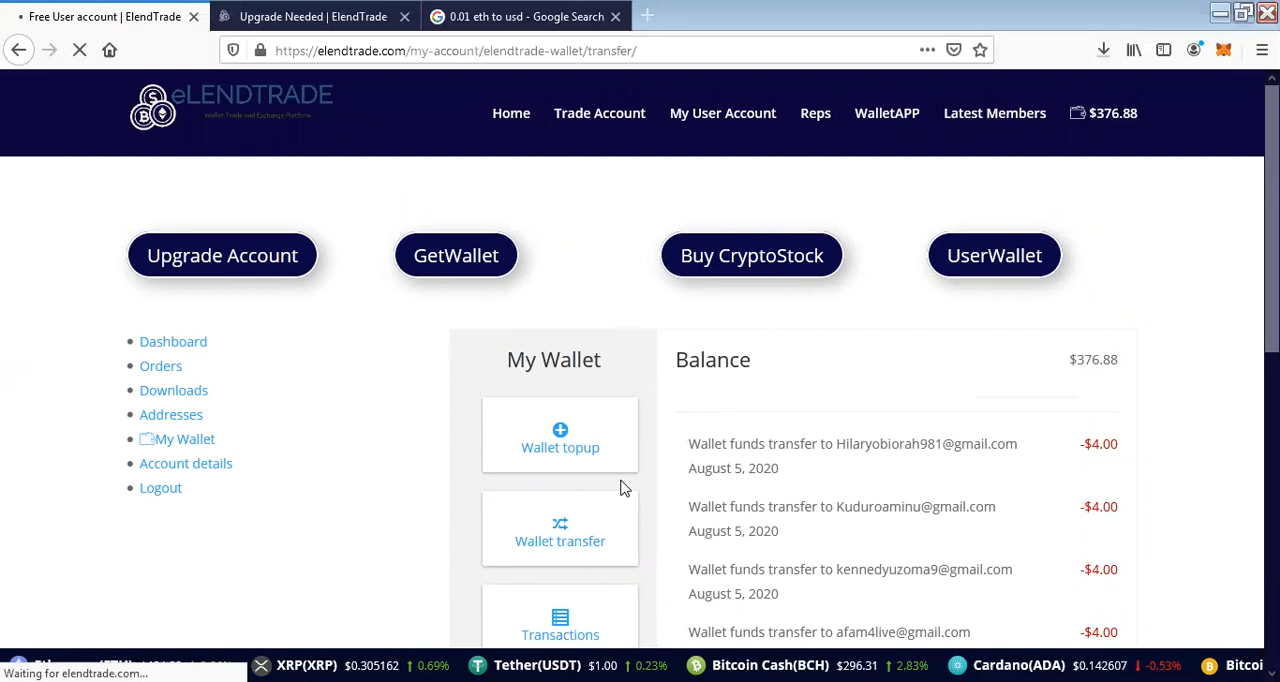 Free User account | ElendTrade
Upgrade Needed | ElendTrade
0.01 eth to usd - Google Search
https://elendtrade.com/my-account/elendtrade-wallet/transfer/
eLENDTRADE
Wallet Trade and Exchange Platform
Home
Trade Account
My User Account
Reps
WalletAPP
Latest Members
$376.88
Upgrade Account
GetWallet
Buy CryptoStock
UserWallet
Dashboard
Orders
Downloads
Addresses
My Wallet
Account details
Logout
My Wallet
Wallet topup
Wallet transfer
Transactions
Balance
$376.88
Wallet funds transfer to Hilaryobiorah981@gmail.com
-$4.00
August 5, 2020
Wallet funds transfer to Kuduroaminu@gmail.com
-$4.00
August 5, 2020
Wallet funds transfer to kennedyuzoma9@gmail.com
-$4.00
August 5, 2020
Wallet funds transfer to afam4live@gmail.com
-$4.00
XRP(XRP) $0.305162 ↑ 0.69% Tether(USDT) $1.00 ↑ 0.23% Bitcoin Cash(BCH) $296.31 ↑ 2.83% Cardano(ADA) $0.142607 ↓ -0.53% Bitcoi
Waiting for elendtrade.com...